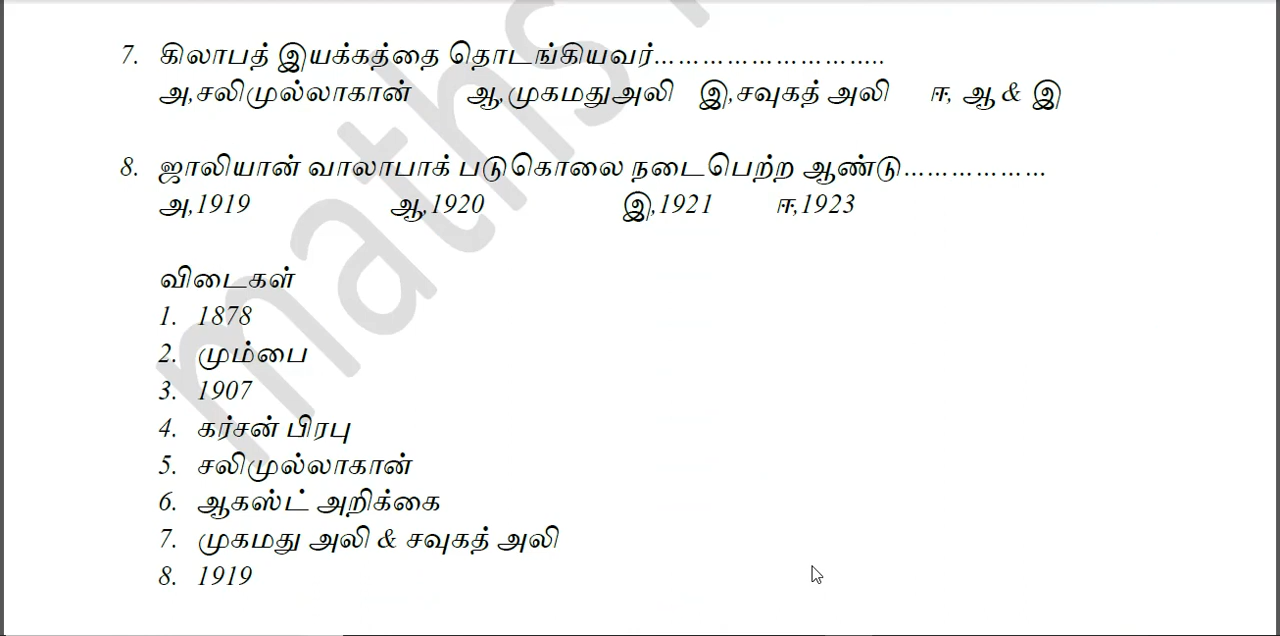 7. கிலாபத் இயக்கத்தை தொடங்கியவர்……………………...
அ,சலிமுல்லாகான் ஆ,முகமதுஅலி இ,சவுகத் அலி ஈ, ஆ & இ
8. ஜாலியான் வாலாபாக் படுகொலை நடைபெற்ற ஆண்டு………………
அ,1919 ஆ,1920 இ,1921 ஈ,1923
விடைகள்
1. 1878
2. மும்பை
3. 1907
4. கர்சன் பிரபு
5. சலிமுல்லாகான்
6. ஆகஸ்ட் அறிக்கை
7. முகமது அலி & சவுகத் அலி
8. 1919
maths